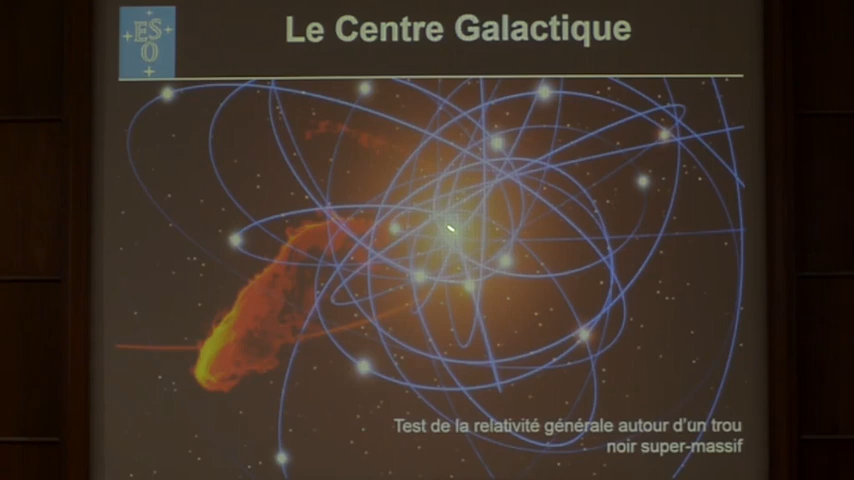 ESO
Le Centre Galactique
Test de la relativité générale autour d'un trou
noir super-massif